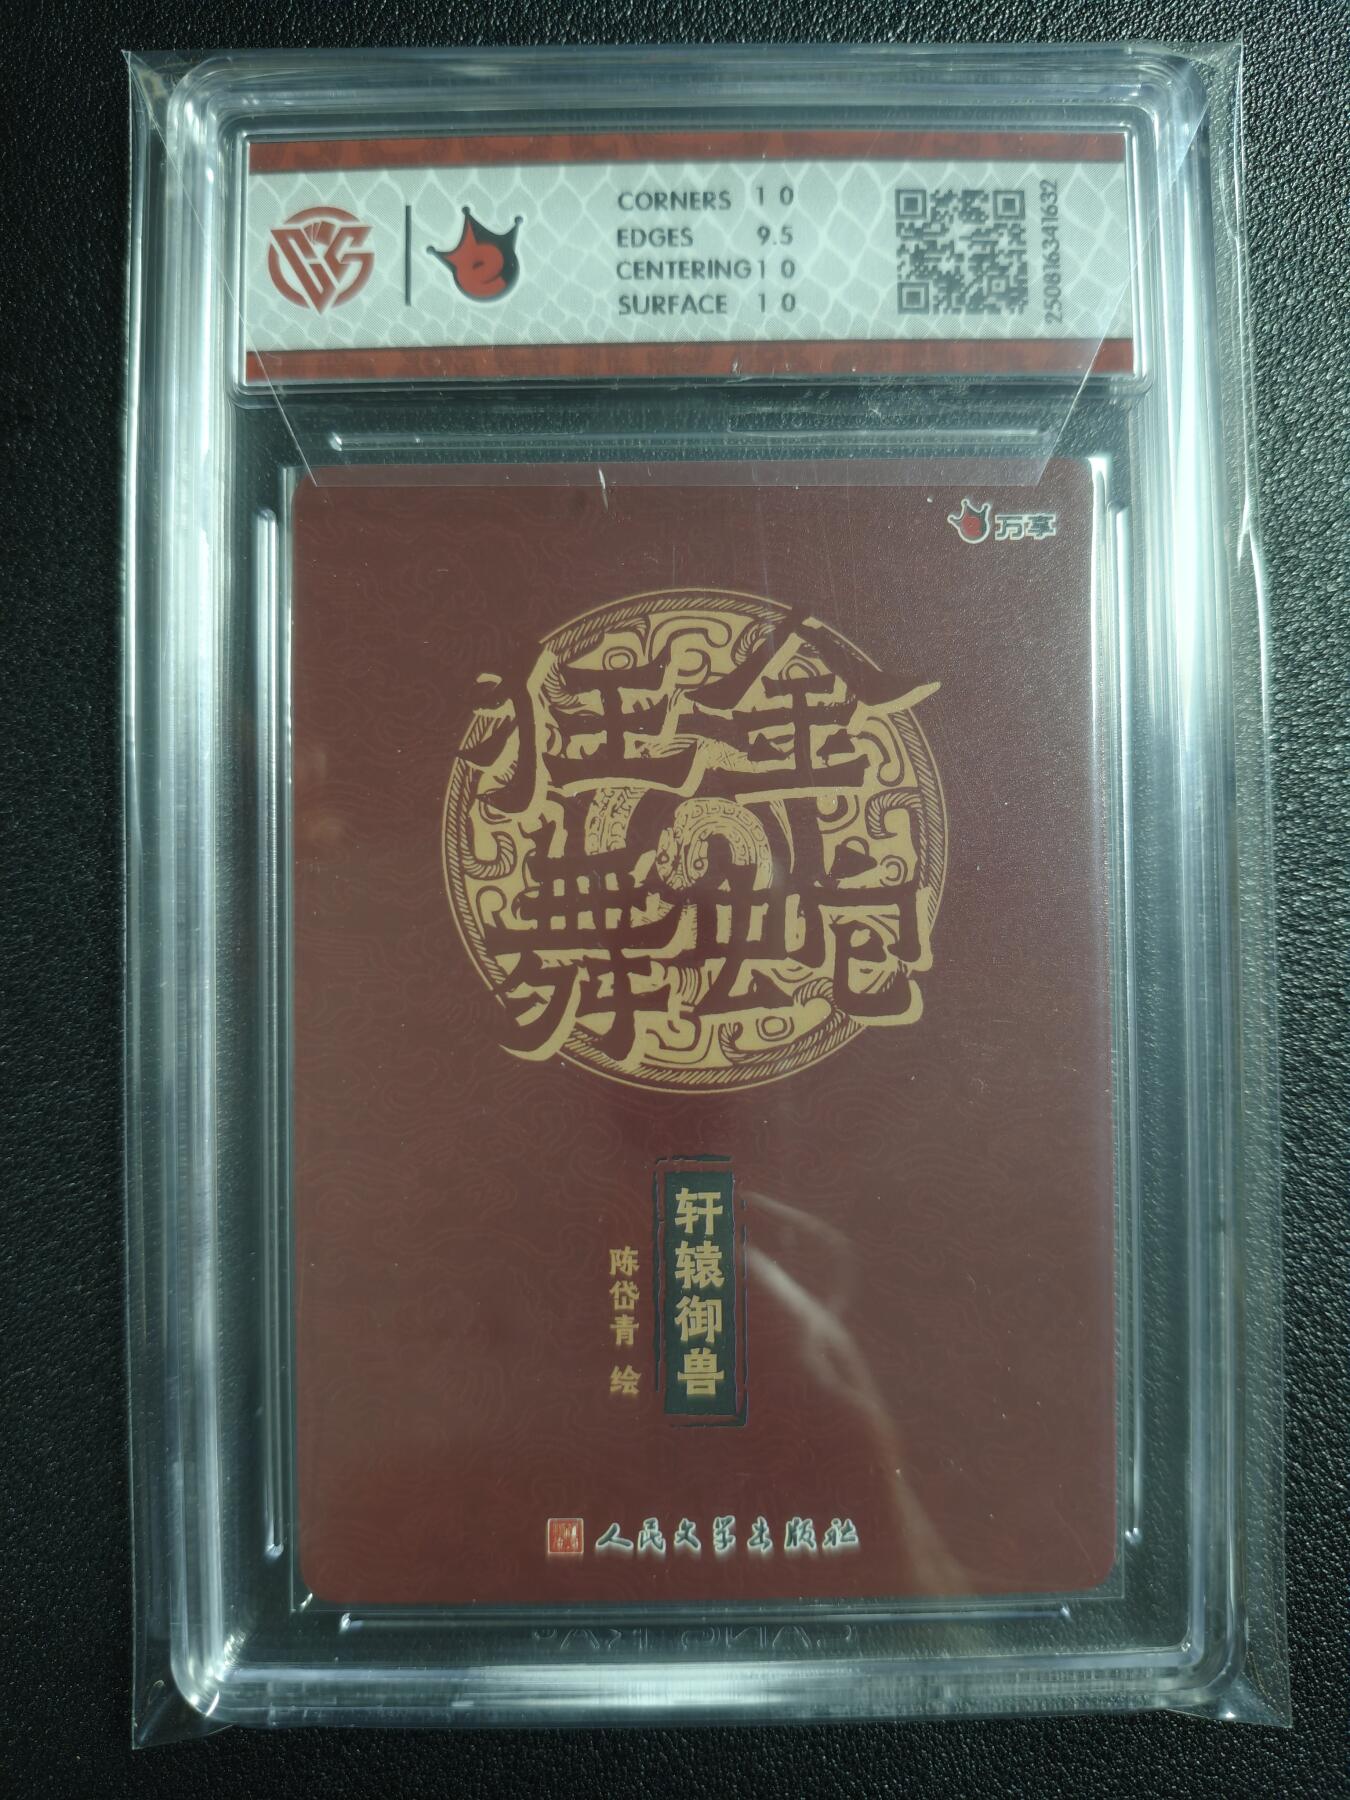 CORNERS 10
EDGES 9.5
CENTERING 10
SURFACE 10
2508163341632
万享
金蛇
狂舞
轩辕御兽
陈岱青 绘
人民文学出版社